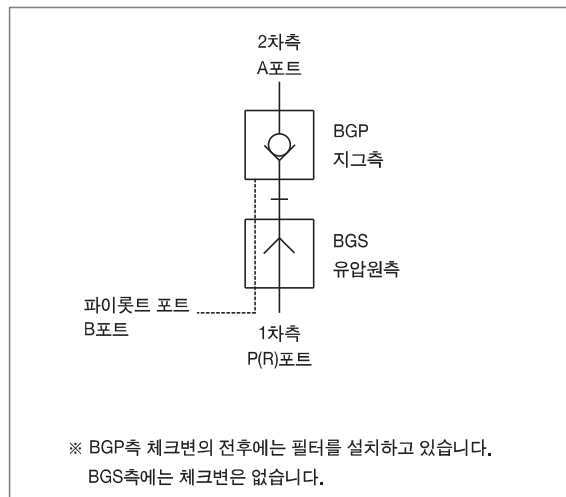 2차측
A포트
BGP
지그측
BGS
유압원측
파이롯트 포트
B포트
1차측
P(R)포트
※ BGP측 체크변의 전후에는 필터를 설치하고 있습니다.
BGS측에는 체크변은 없습니다.